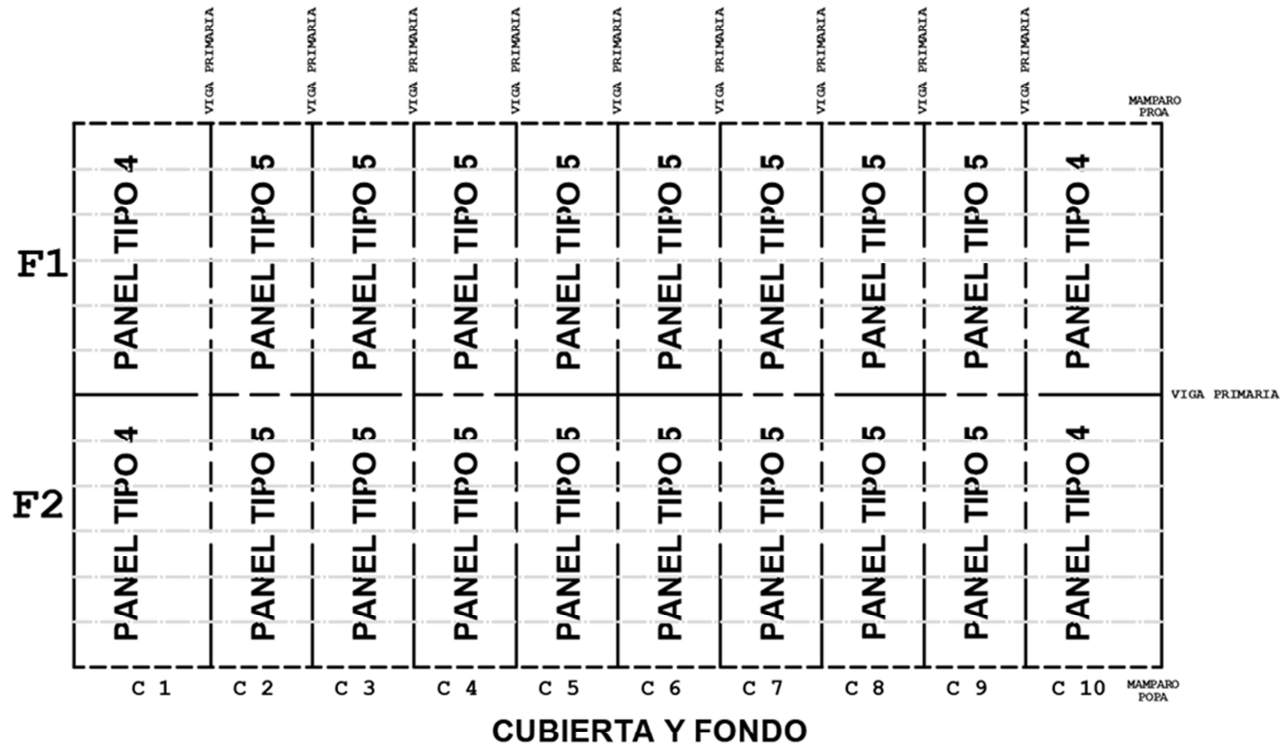 VIGA PRIMARIA
VIGA PRIMARIA
VIGA PRIMARIA
VIGA PRIMARIA
VIGA PRIMARIA
VIGA PRIMARIA
VIGA PRIMARIA
VIGA PRIMARIA
VIGA PRIMARIA
MAMPARO
PROA
F1
PANEL TIPO 4
PANEL TIPO 5
PANEL TIPO 5
PANEL TIPO 5
PANEL TIPO 5
PANEL TIPO 5
PANEL TIPO 5
PANEL TIPO 5
PANEL TIPO 5
PANEL TIPO 4
VIGA PRIMARIA
F2
PANEL TIPO 4
PANEL TIPO 5
PANEL TIPO 5
PANEL TIPO 5
PANEL TIPO 5
PANEL TIPO 5
PANEL TIPO 5
PANEL TIPO 5
PANEL TIPO 5
PANEL TIPO 4
C 1 C 2 C 3 C 4 C 5 C 6 C 7 C 8 C 9 C 10
MAMPARO
POPA
CUBIERTA Y FONDO